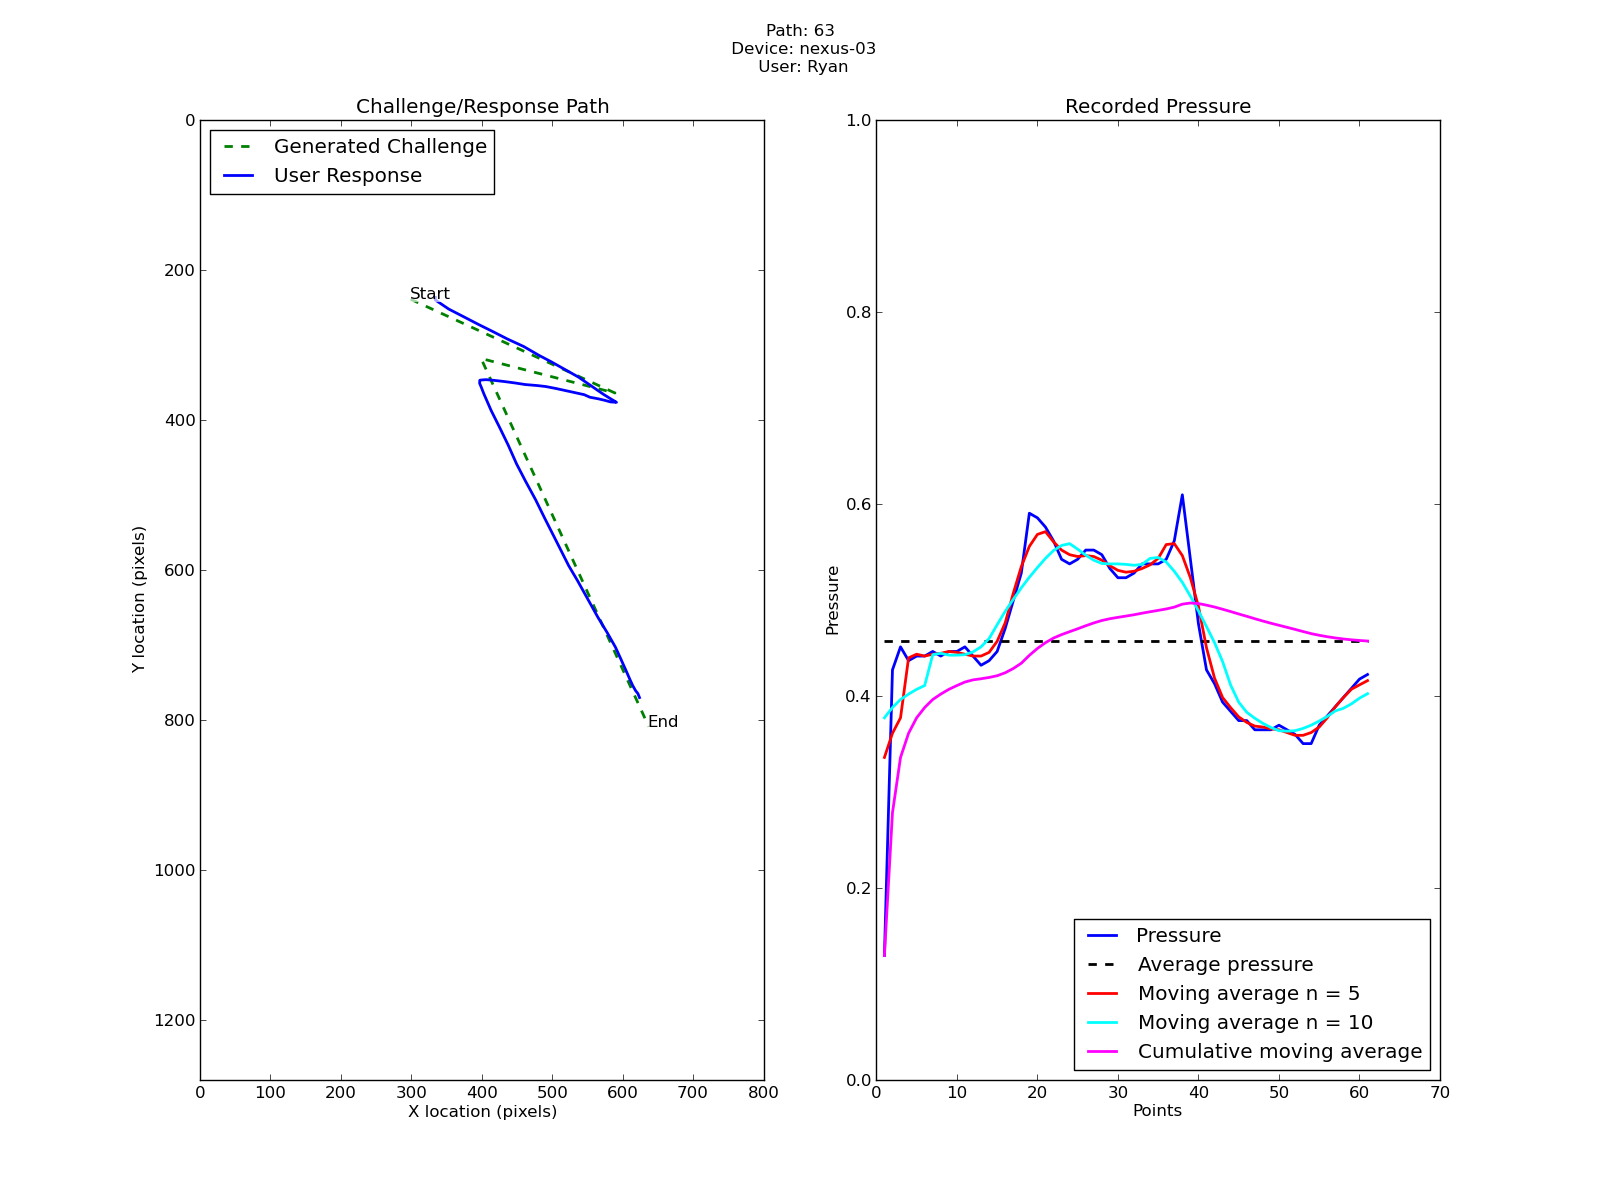 Path: 63
Device: nexus-03
User: Ryan
Challenge/Response Path
Generated Challenge
User Response
Start
End
0
200
400
600
800
1000
1200
Y location (pixels)
0 100 200 300 400 500 600 700 800
X location (pixels)
Recorded Pressure
1.0
0.8
0.6
0.4
0.2
0.0
Pressure
Pressure
Average pressure
Moving average n = 5
Moving average n = 10
Cumulative moving average
0 10 20 30 40 50 60 70
Points